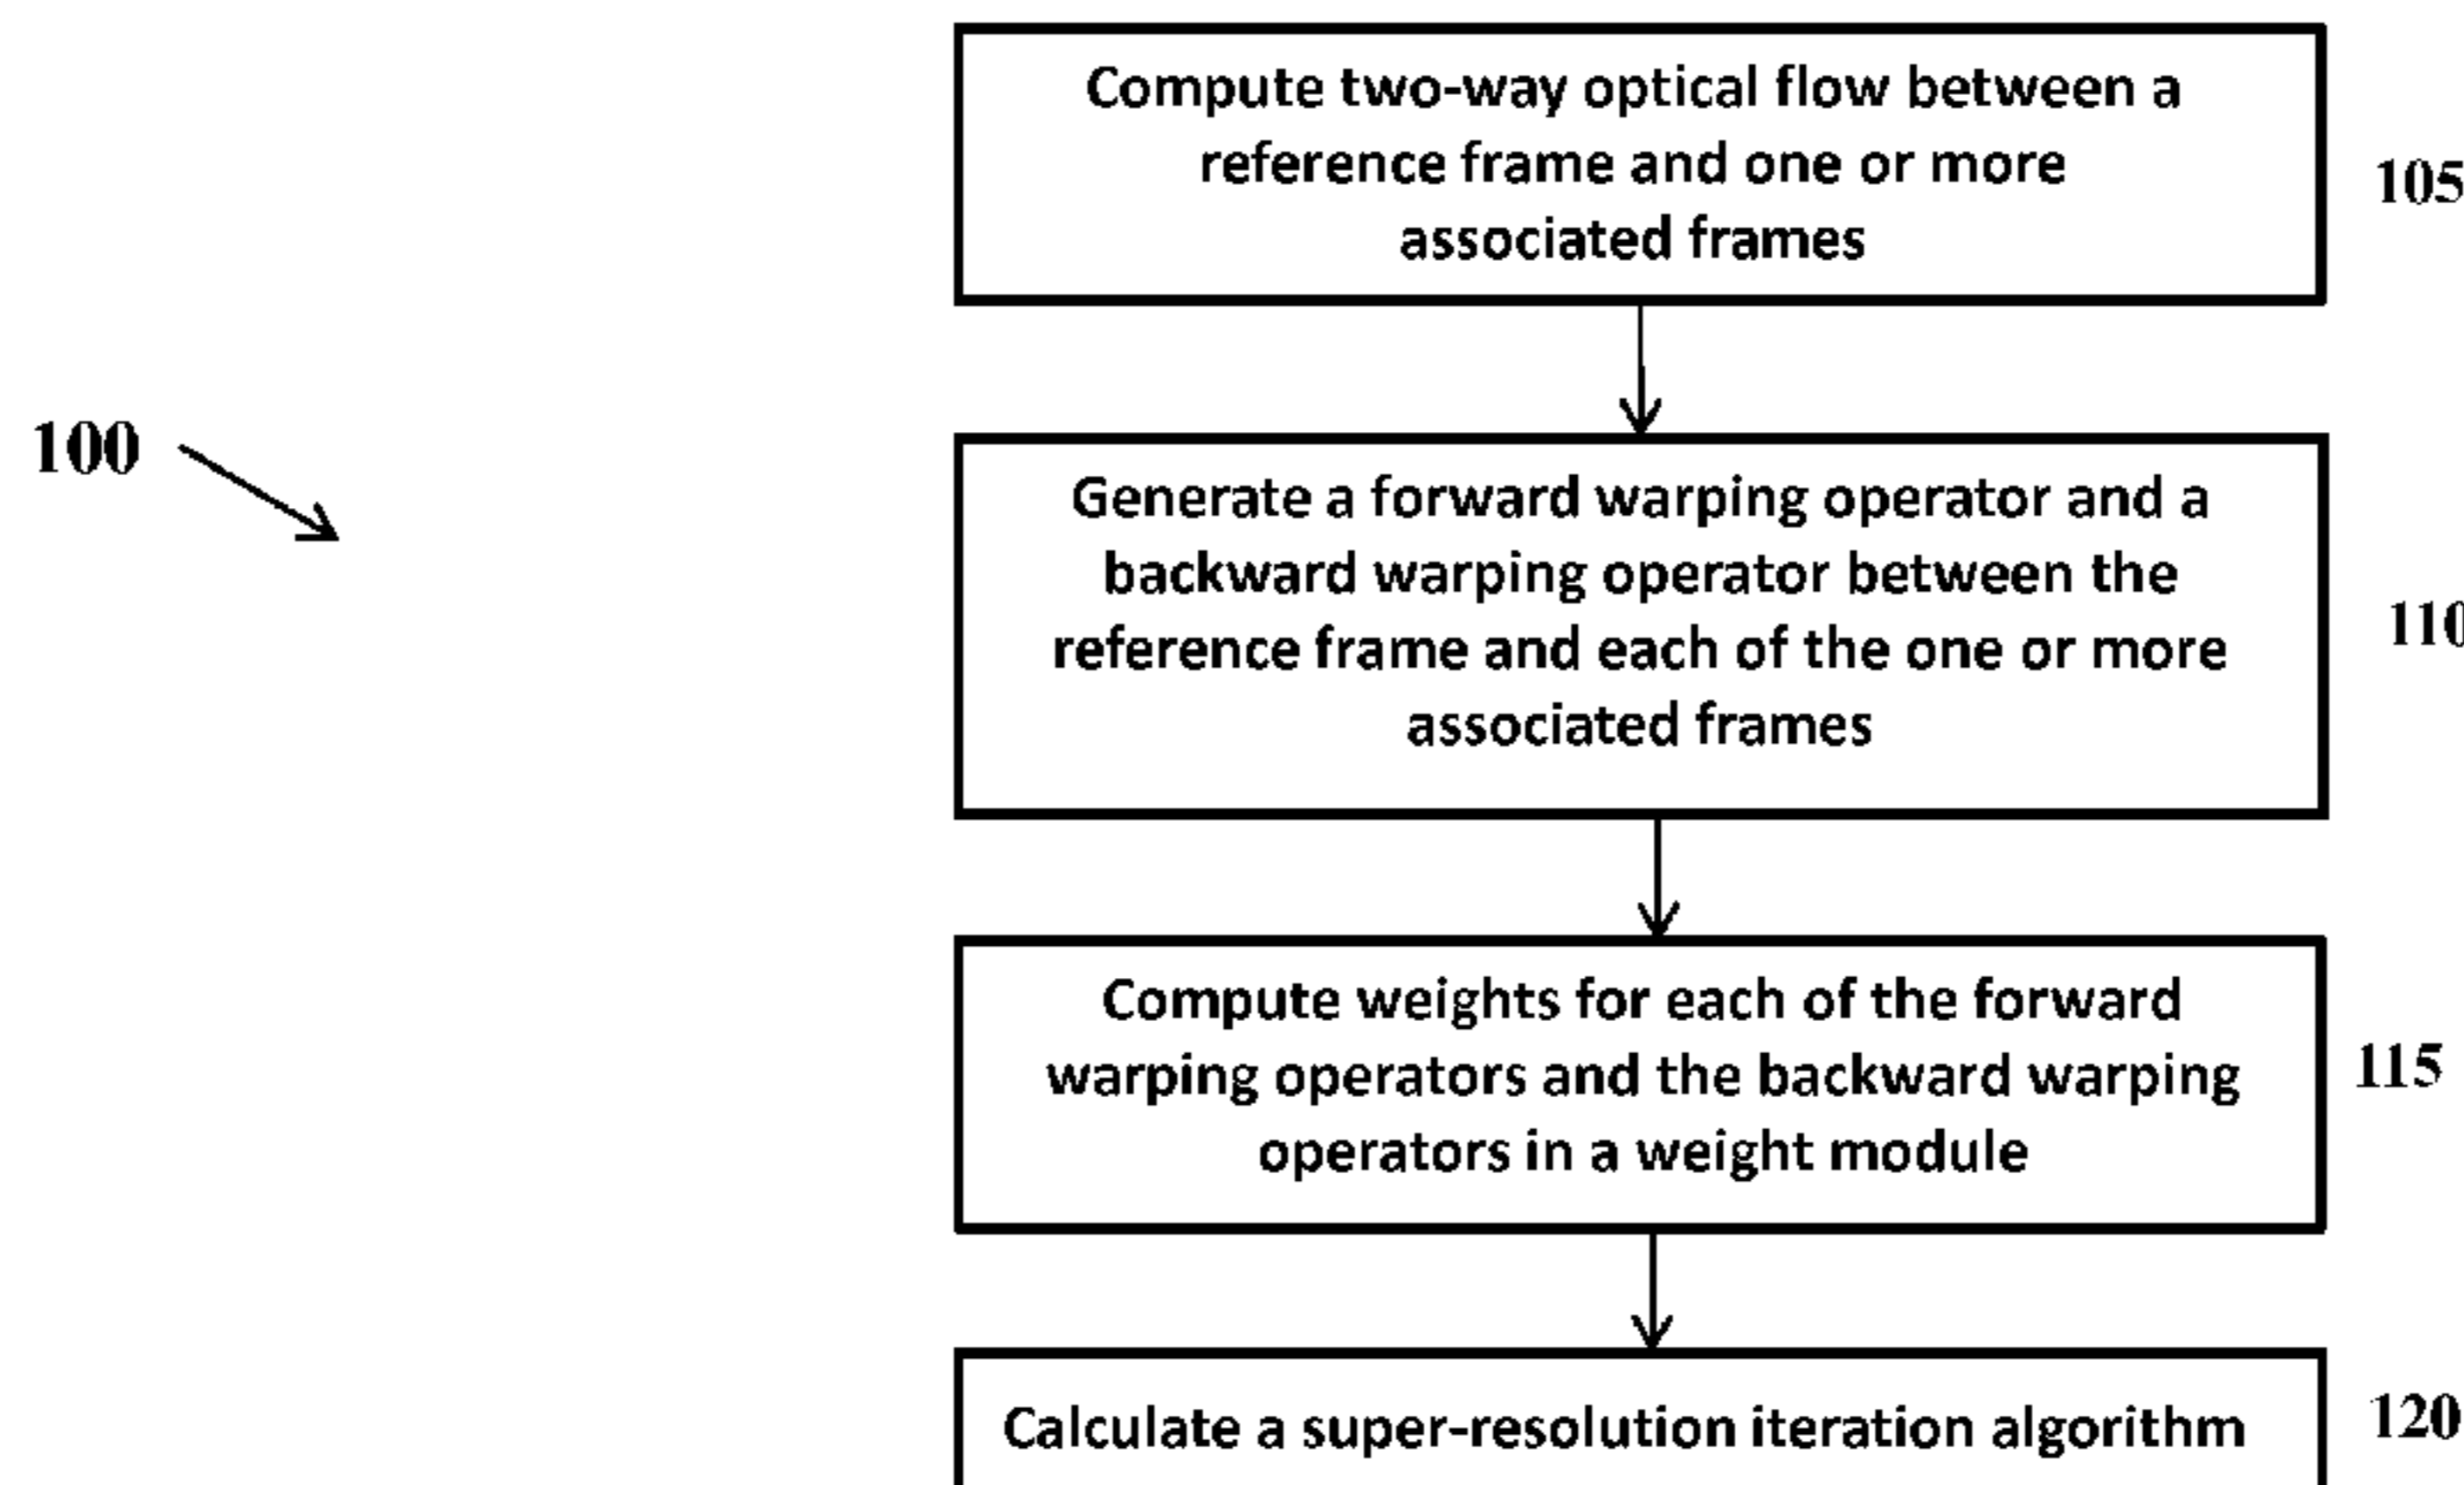 Compute two-way optical flow between a
reference frame and one or more
associated frames
105
100
Generate a forward warping operator and a
backward warping operator between the
reference frame and each of the one or more
associated frames
110
Compute weights for each of the forward
warping operators and the backward warping
operators in a weight module
115
Calculate a super-resolution iteration algorithm
120